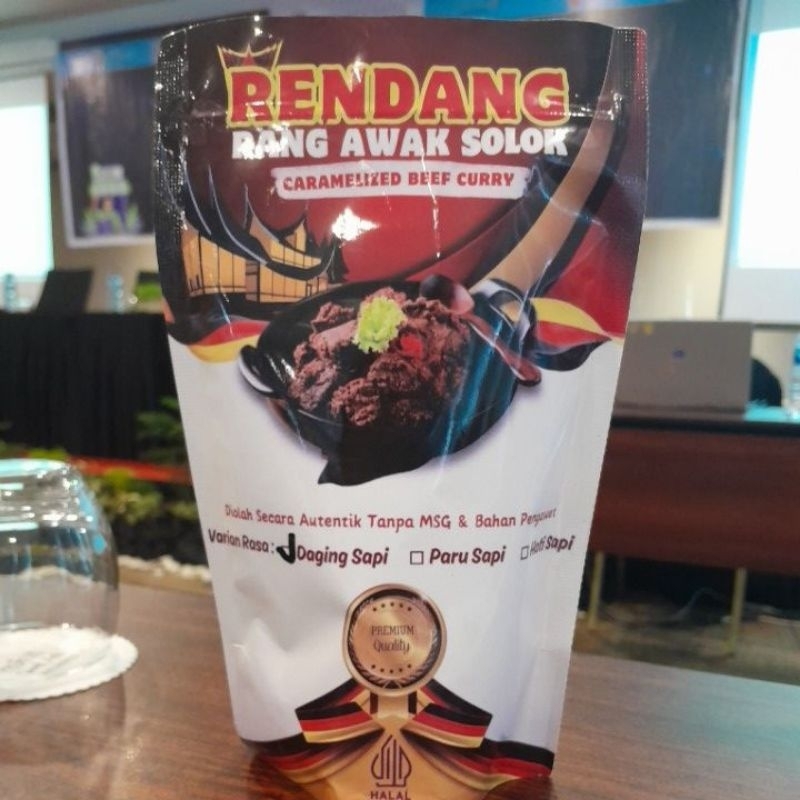 RENDANG
RANG AWAK SOLOK
CARAMELIZED BEEF CURRY
Diolah Secara Autentik Tanpa MSG & Bahan Pengawet
Varian Rasa : Daging Sapi Paru Sapi Hati Sapi
PREMIUM
Quality
HALAL